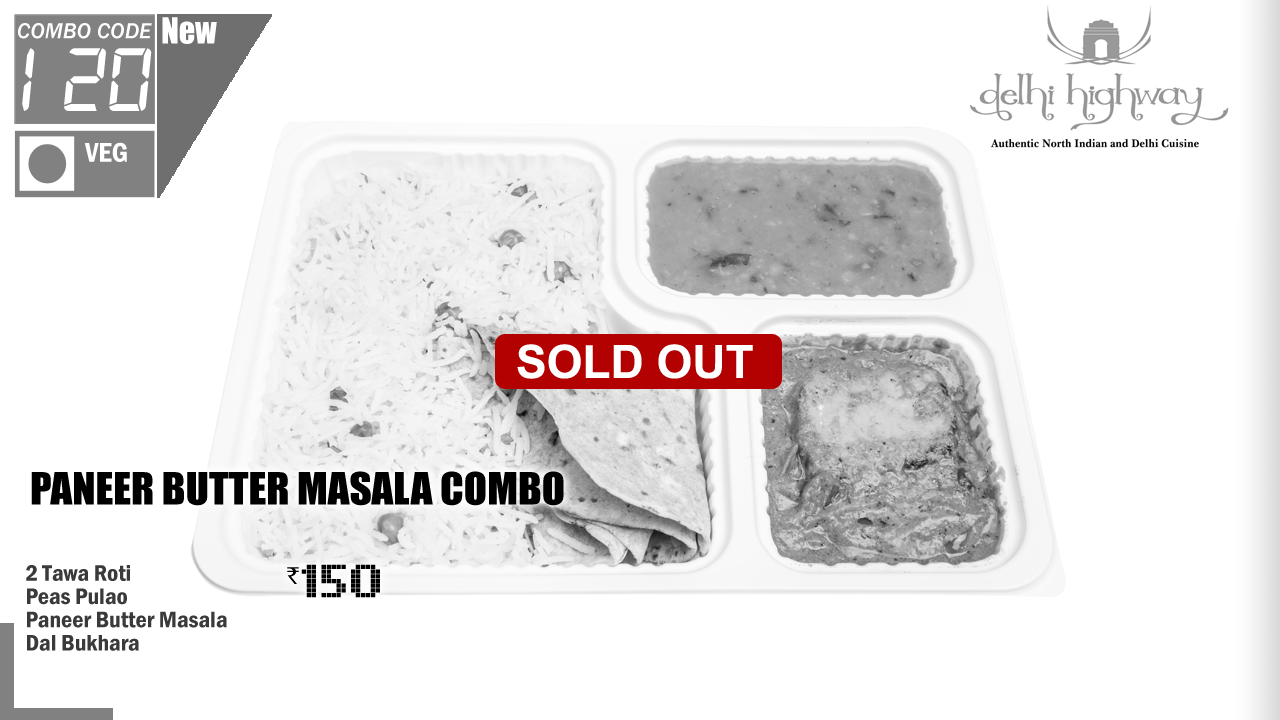 COMBO CODE
120
New
VEG
delhi highway
Authentic North Indian and Delhi Cuisine
SOLD OUT
PANEER BUTTER MASALA COMBO
2 Tawa Roti
Peas Pulao
Paneer Butter Masala
Dal Bukhara
₹150